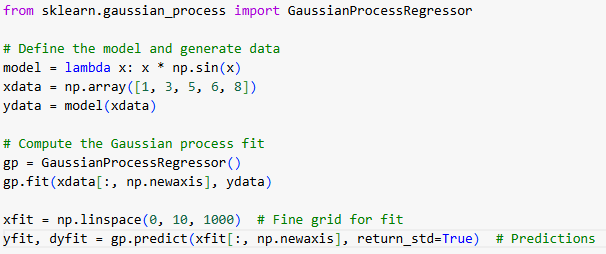 from sklearn.gaussian_process import GaussianProcessRegressor
# Define the model and generate data
model = lambda x: x * np.sin(x)
xdata = np.array([1, 3, 5, 6, 8])
ydata = model(xdata)
# Compute the Gaussian process fit
gp = GaussianProcessRegressor()
gp.fit(xdata[:, np.newaxis], ydata)
xfit = np.linspace(0, 10, 1000)  # Fine grid for fit
yfit, dyfit = gp.predict(xfit[:, np.newaxis], return_std=True)  # Predictions